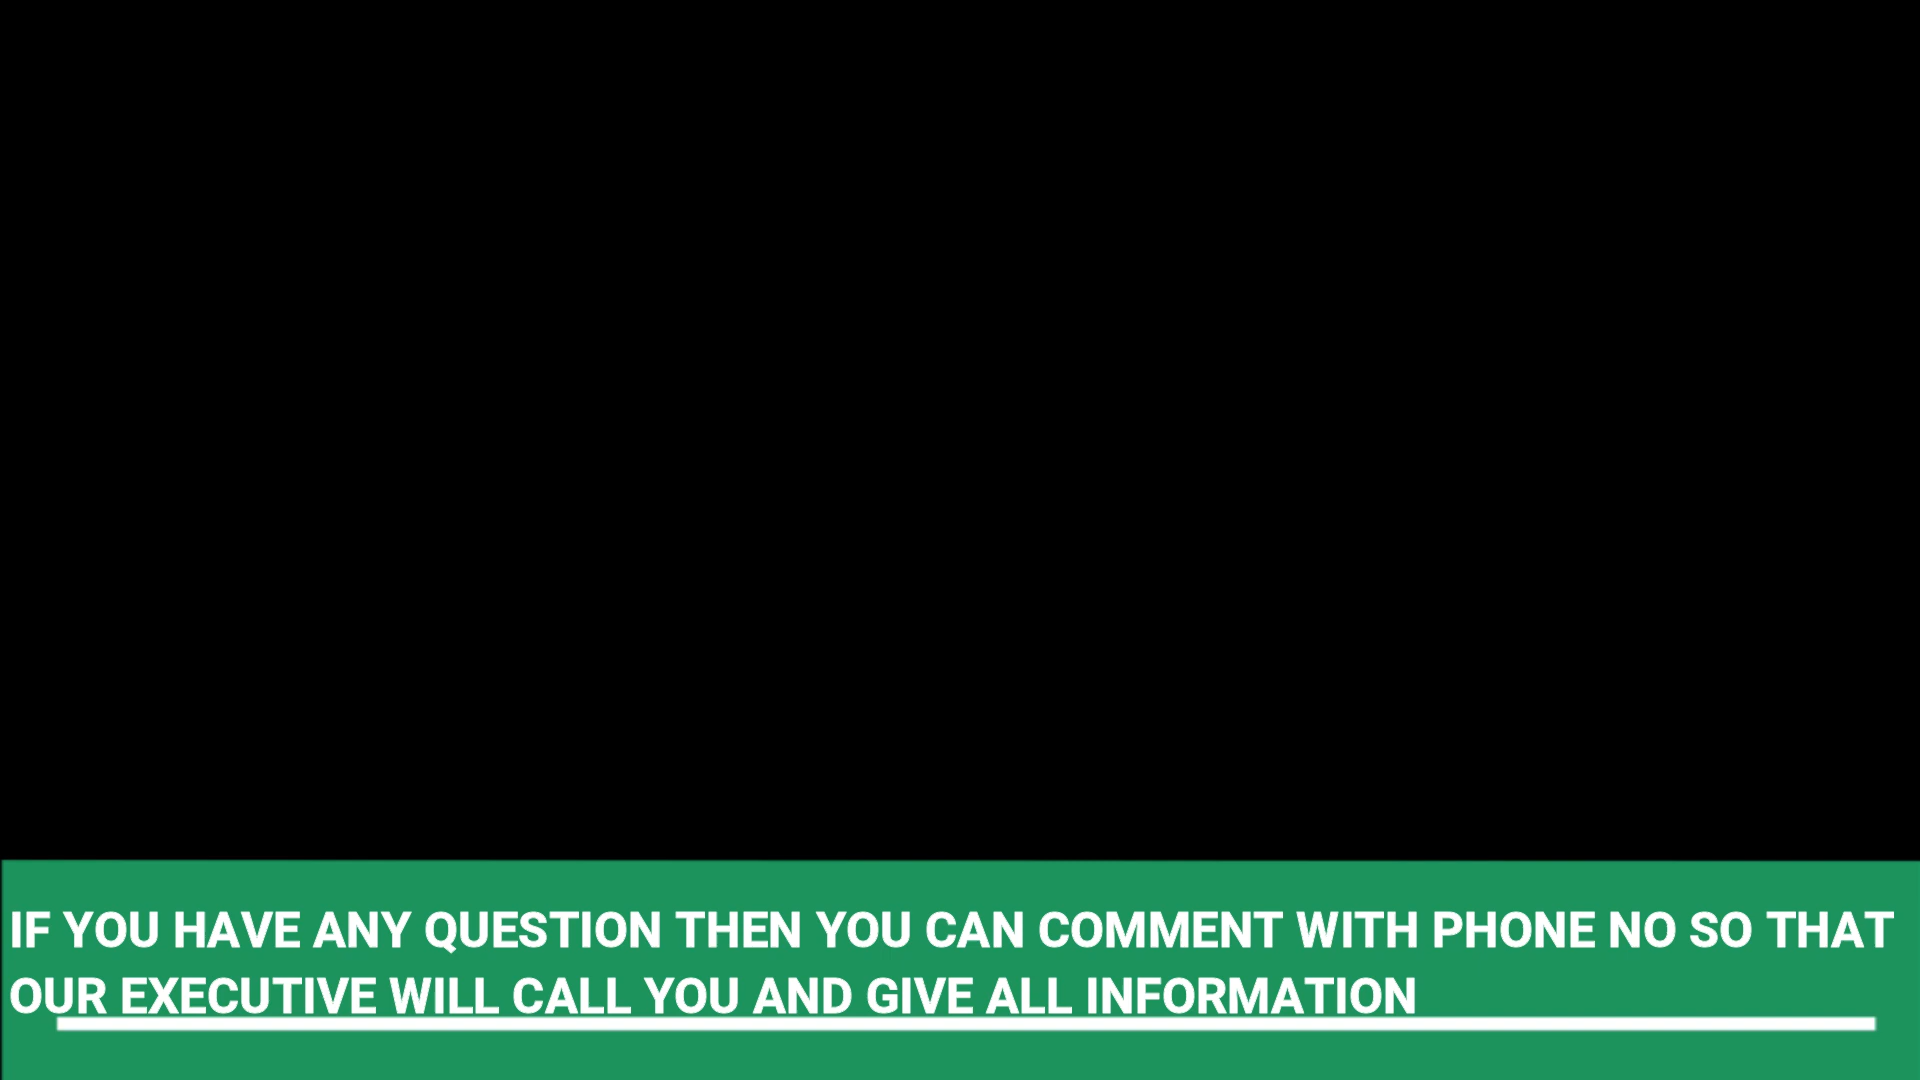 IF YOU HAVE ANY QUESTION THEN YOU CAN COMMENT WITH PHONE NO SO THAT
OUR EXECUTIVE WILL CALL YOU AND GIVE ALL INFORMATION